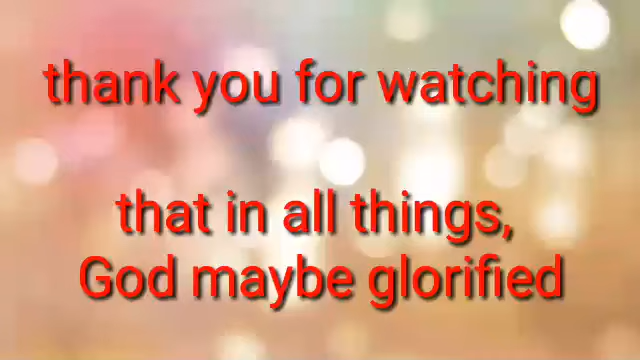 thank you for watching
that in all things,
God maybe glorified